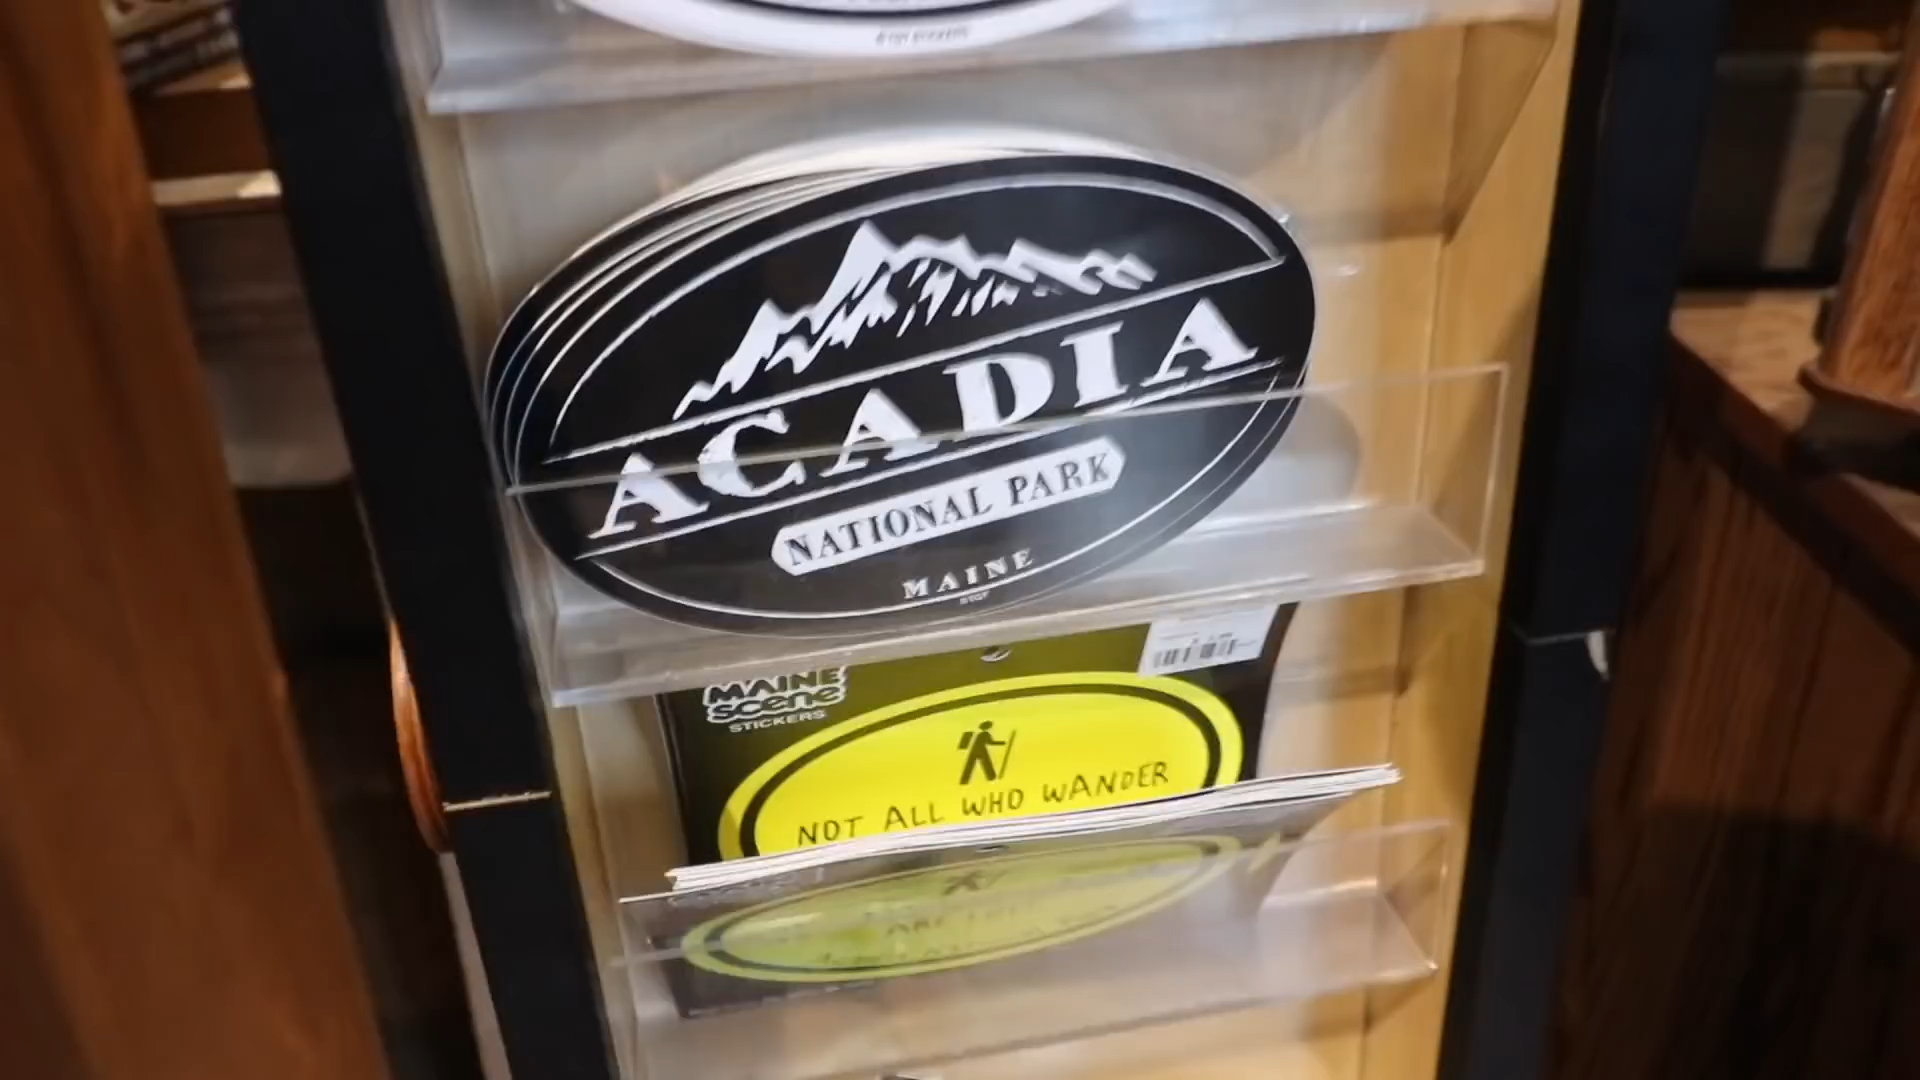 ACADIA
NATIONAL PARK
MAINE
MAINE
scene
STICKERS
NOT ALL WHO WANDER